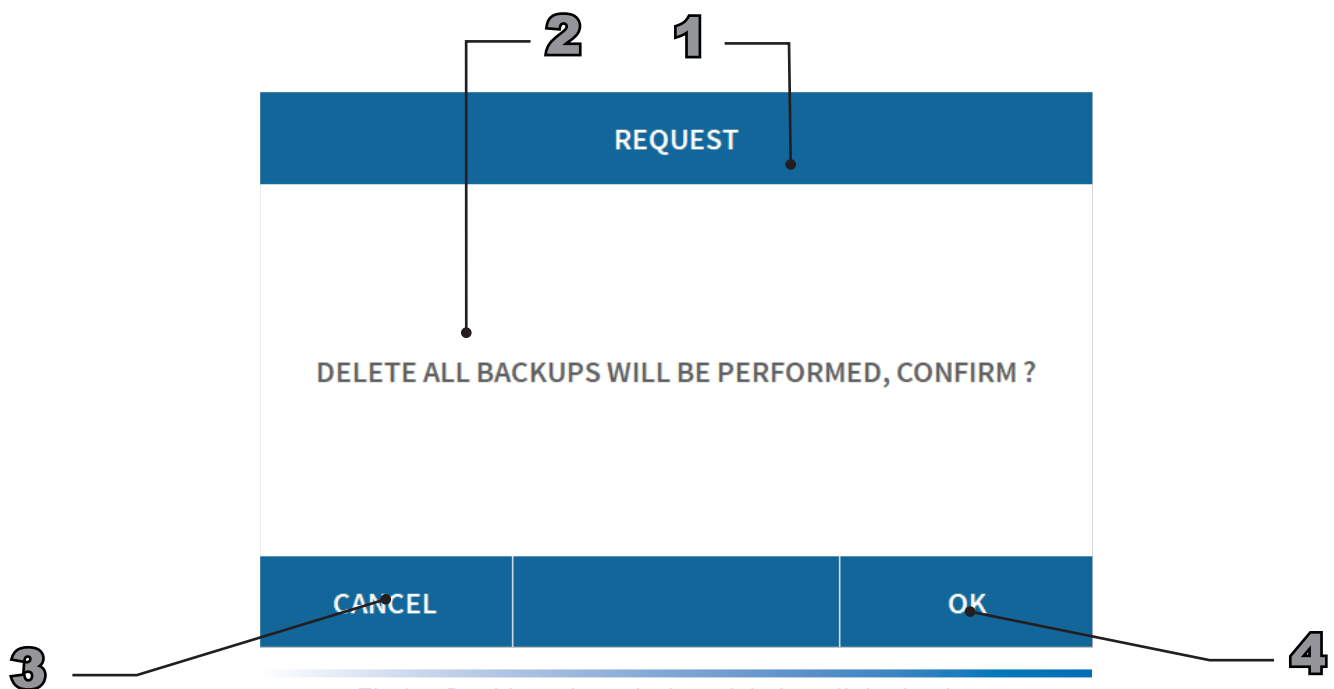 2 1
REQUEST
DELETE ALL BACKUPS WILL BE PERFORMED, CONFIRM ?
CANCEL OK
3 4